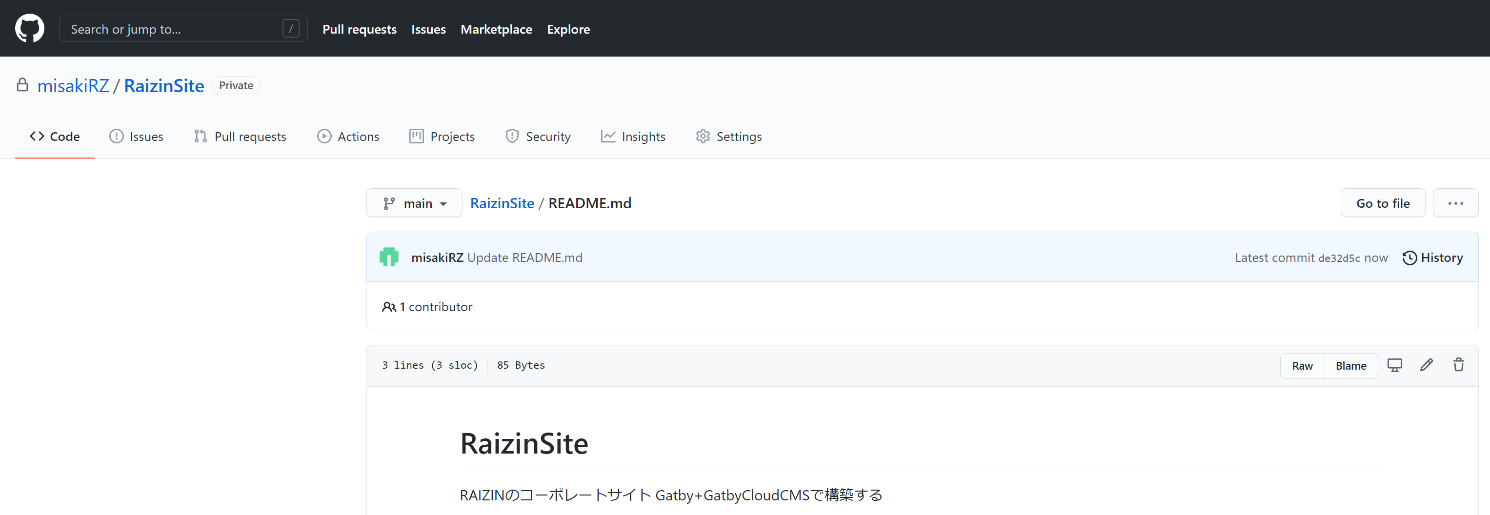 Search or jump to... / Pull requests Issues Marketplace Explore
misakiRZ / RaizinSite Private
Code Issues Pull requests Actions Projects Security Insights Settings
main RaizinSite / README.md Go to file ...
misakiRZ Update README.md Latest commit de32d5c now History
1 contributor
3 lines (3 sloc) 85 Bytes Raw Blame
RaizinSite
RAIZINのコーポレートサイト Gatby+GatbyCloudCMSで構築する